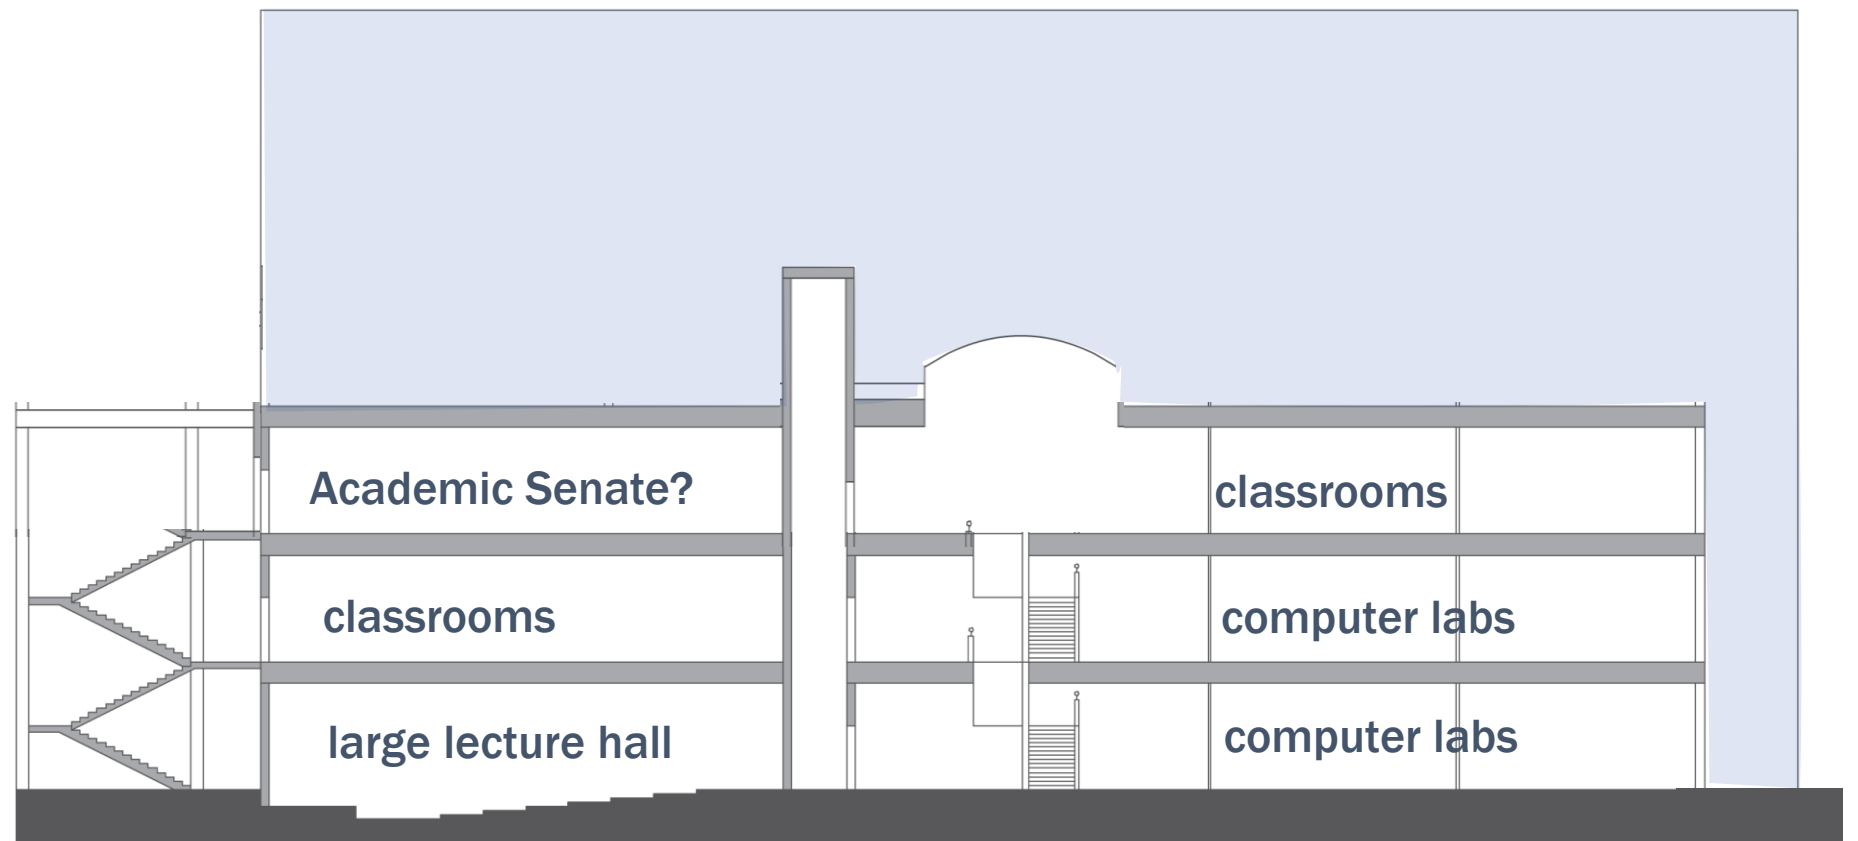 Academic Senate?
classrooms
classrooms
computer labs
large lecture hall
computer labs